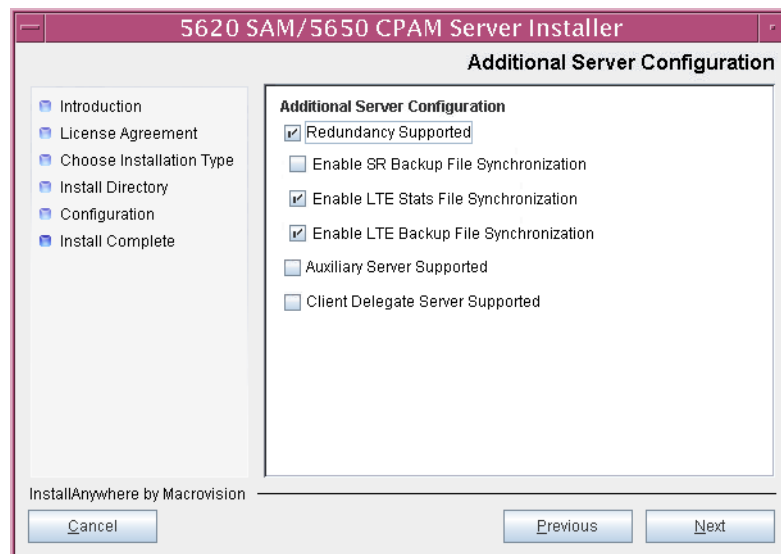 5620 SAM/5650 CPAM Server Installer
Additional Server Configuration
Introduction
License Agreement
Choose Installation Type
Install Directory
Configuration
Install Complete
Additional Server Configuration
Redundancy Supported
Enable SR Backup File Synchronization
Enable LTE Stats File Synchronization
Enable LTE Backup File Synchronization
Auxiliary Server Supported
Client Delegate Server Supported
InstallAnywhere by Macrovision
Cancel
Previous
Next